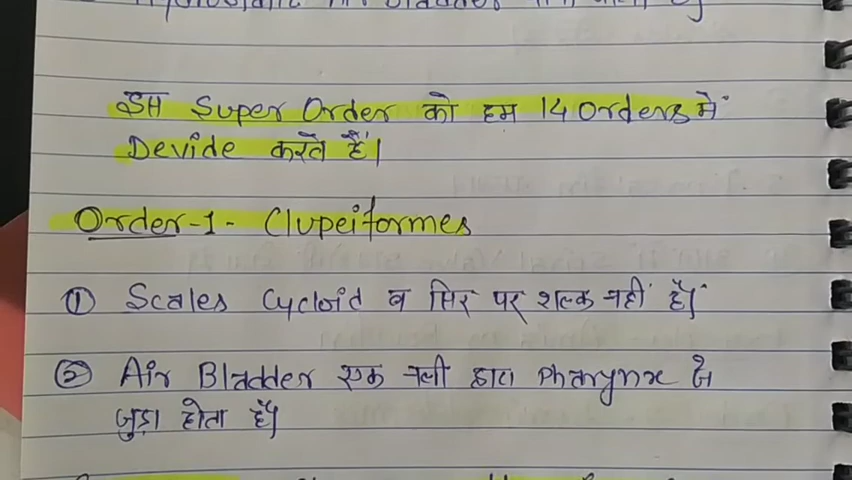 इस Super Order को हम 14 Orders में
Devide करते हैं।
Order-1- Clupeiformes
① Scales Cycloid व सिर पर शल्क नहीं हैं।
② Air Bladder एक नली द्वारा Pharynx से
जुड़ा होता है।